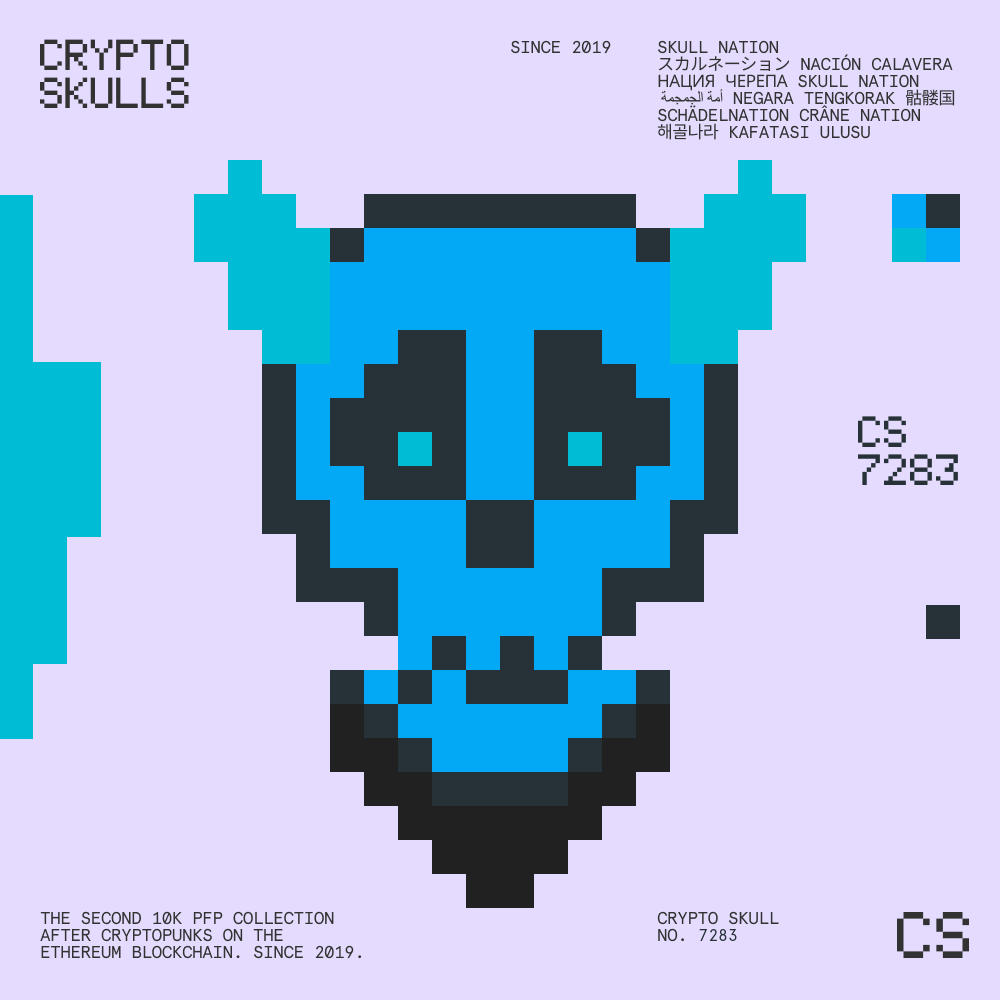 CRYPTO
SKULLS
SINCE 2019
SKULL NATION
スカルネーション NACIÓN CALAVERA
НАЦИЯ ЧЕРЕПА SKULL NATION
أمة الجمجمة NEGARA TENGKORAK 骷髅国
SCHÄDELNATION CRÂNE NATION
해골나라 KAFATASI ULUSU
CS
7283
THE SECOND 10K PFP COLLECTION
AFTER CRYPTOPUNKS ON THE
ETHEREUM BLOCKCHAIN. SINCE 2019.
CRYPTO SKULL
NO. 7283
CS